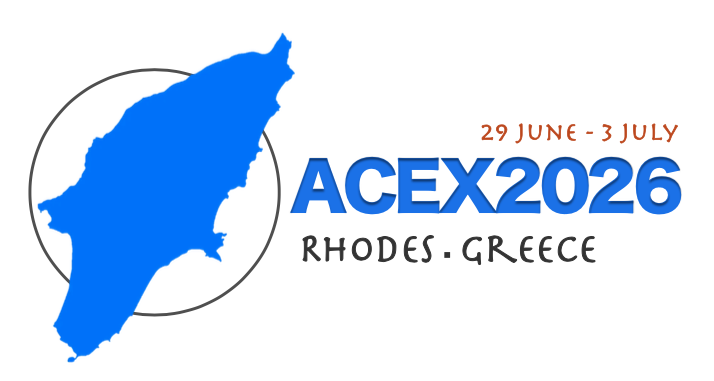 29 JUNE - 3 JULY
ACEX2026
RHODES . GREECE